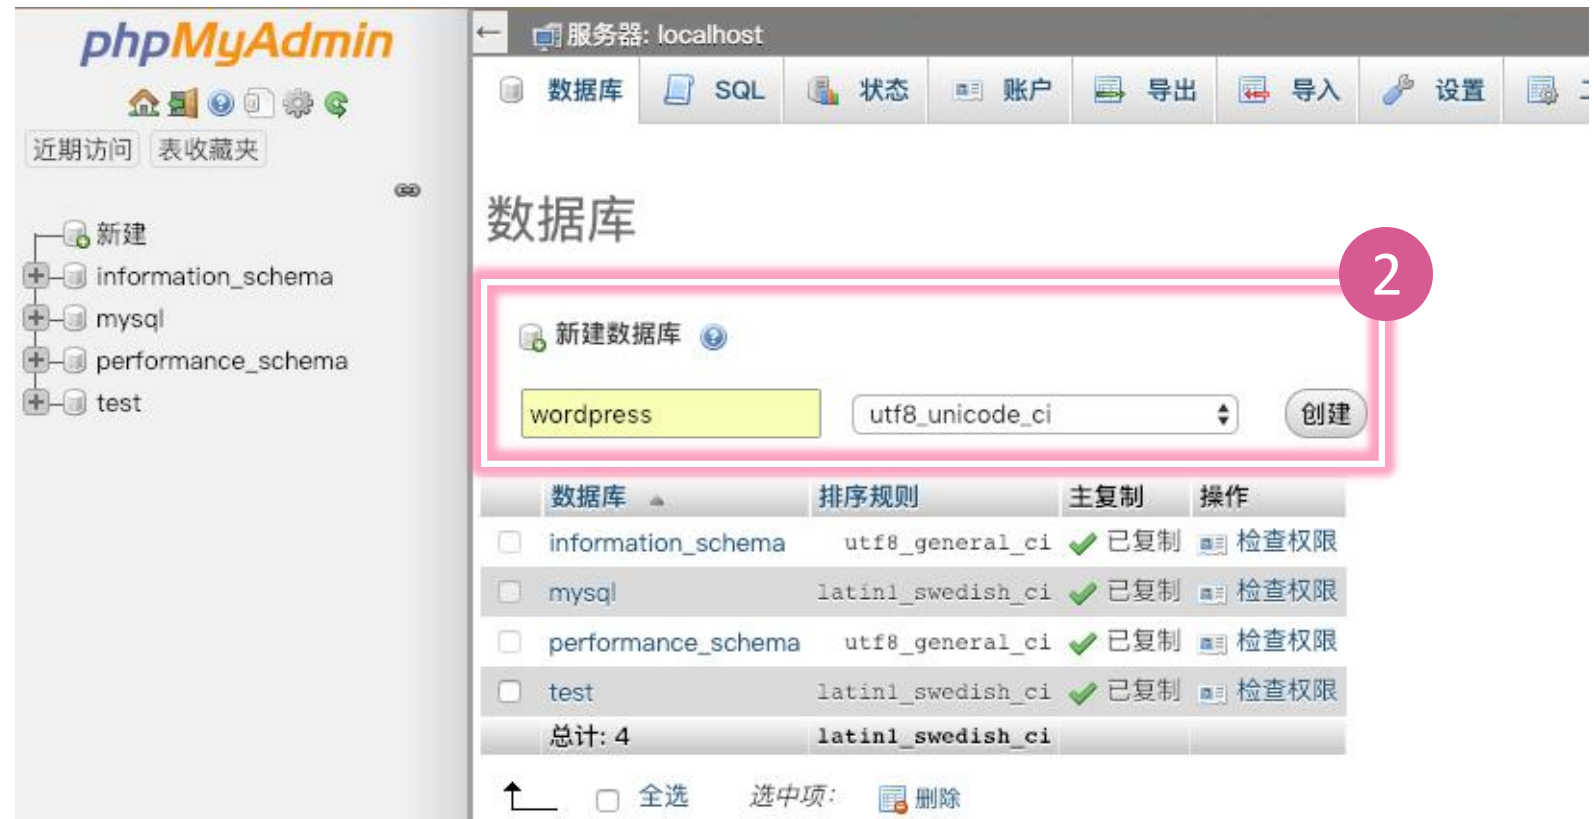 phpMyAdmin
近期访问 表收藏夹
新建
information_schema
mysql
performance_schema
test
服务器: localhost
数据库 SQL 状态 账户 导出 导入 设置
数据库
2
新建数据库
wordpress utf8_unicode_ci 创建
数据库 排序规则 主复制 操作
information_schema utf8_general_ci 已复制 检查权限
mysql latin1_swedish_ci 已复制 检查权限
performance_schema utf8_general_ci 已复制 检查权限
test latin1_swedish_ci 已复制 检查权限
总计: 4 latin1_swedish_ci
全选 选中项: 删除